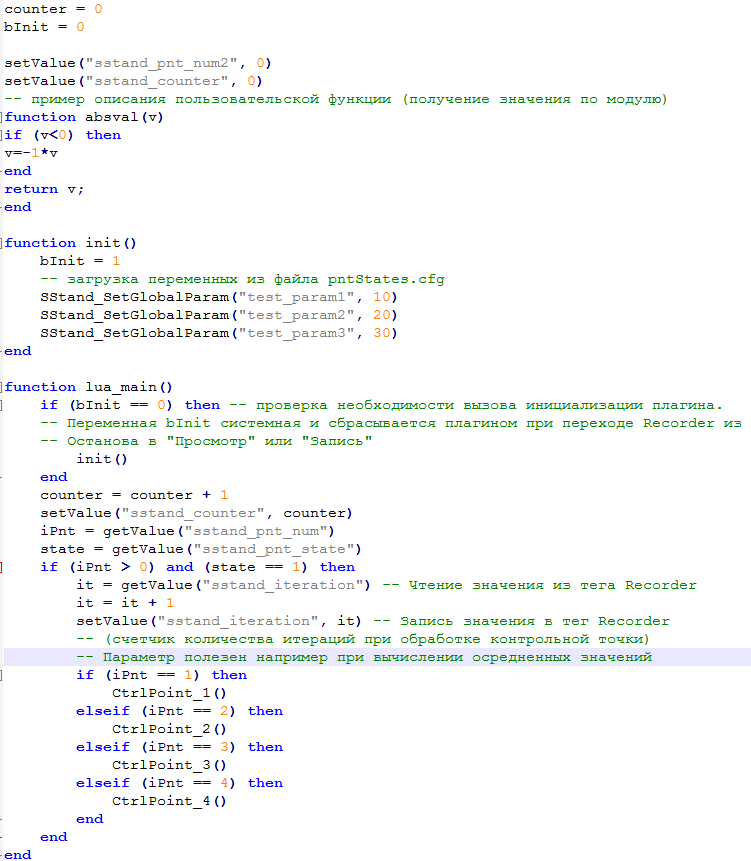 counter = 0
bInit = 0
setValue("sstand_pnt_num2", 0)
setValue("sstand_counter", 0)
-- пример описания пользовательской функции (получение значения по модулю)
function absval(v)
if (v<0) then
v=-1*v
end
return v;
end
function init()
    bInit = 1
    -- загрузка переменных из файла pntStates.cfg
    SStand_SetGlobalParam("test_param1", 10)
    SStand_SetGlobalParam("test_param2", 20)
    SStand_SetGlobalParam("test_param3", 30)
end
function lua_main()
    if (bInit == 0) then -- проверка необходимости вызова инициализации плагина.
    -- Переменная bInit системная и сбрасывается плагином при переходе Recorder из
    -- Останова в "Просмотр" или "Запись"
        init()
    end
    counter = counter + 1
    setValue("sstand_counter", counter)
    iPnt = getValue("sstand_pnt_num")
    state = getValue("sstand_pnt_state")
    if (iPnt > 0) and (state == 1) then
        it = getValue("sstand_iteration") -- Чтение значения из тега Recorder
        it = it + 1
        setValue("sstand_iteration", it) -- Запись значения в тег Recorder
        -- (счетчик количества итераций при обработке контрольной точки)
        -- Параметр полезен например при вычислении осредненных значений
        if (iPnt == 1) then
            CtrlPoint_1()
        elseif (iPnt == 2) then
            CtrlPoint_2()
        elseif (iPnt == 3) then
            CtrlPoint_3()
        elseif (iPnt == 4) then
            CtrlPoint_4()
        end
    end
end